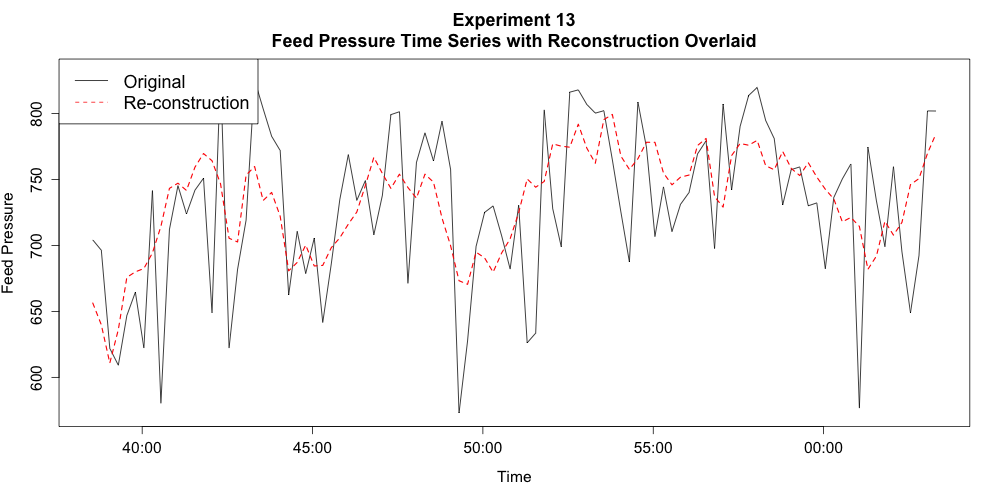 Experiment 13
Feed Pressure Time Series with Reconstruction Overlaid
Original
Re-construction
Feed Pressure
800
750
700
650
600
40:00 45:00 50:00 55:00 00:00
Time